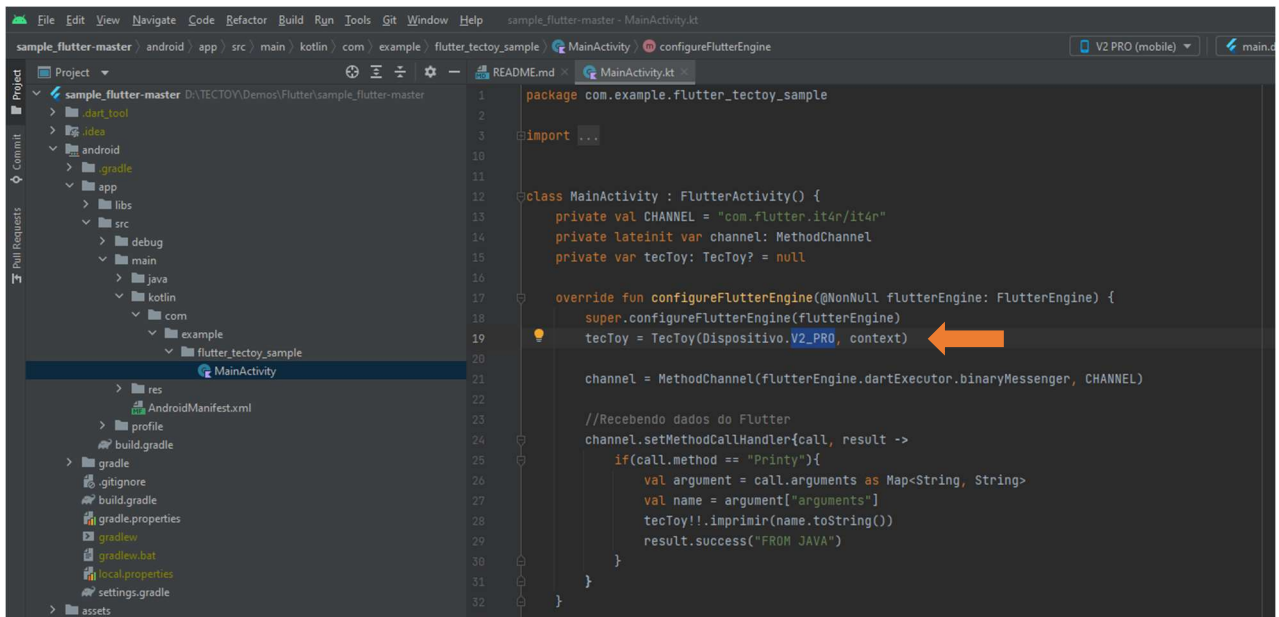 File Edit View Navigate Code Refactor Build Run Tools Git Window Help sample_flutter-master - MainActivity.kt
sample_flutter-master android app src main kotlin com example flutter_tectoy_sample MainActivity configureFlutterEngine V2 PRO (mobile) main.d
Project
Commit
Pull Requests
Project
sample_flutter-master D:\TECTOY\Demos\Flutter\sample_flutter-master
.dart_tool
.idea
android
.gradle
app
libs
src
debug
main
java
kotlin
com
example
flutter_tectoy_sample
MainActivity
res
AndroidManifest.xml
profile
build.gradle
gradle
.gitignore
build.gradle
gradle.properties
gradlew
gradlew.bat
local.properties
settings.gradle
assets
README.md MainActivity.kt
1 package com.example.flutter_tectoy_sample
2
3 import ...
10
11
12 class MainActivity : FlutterActivity() {
13 private val CHANNEL = "com.flutter.it4r/it4r"
14 private lateinit var channel: MethodChannel
15 private var tecToy: TecToy? = null
16
17 override fun configureFlutterEngine(@NonNull flutterEngine: FlutterEngine) {
18 super.configureFlutterEngine(flutterEngine)
19 tecToy = TecToy(Dispositivo.V2_PRO, context)
20
21 channel = MethodChannel(flutterEngine.dartExecutor.binaryMessenger, CHANNEL)
22
23 //Recebendo dados do Flutter
24 channel.setMethodCallHandler{call, result ->
25 if(call.method == "Printy"){
26 val argument = call.arguments as Map<String, String>
27 val name = argument["arguments"]
28 tecToy!!.imprimir(name.toString())
29 result.success("FROM JAVA")
30 }
31 }
32 }